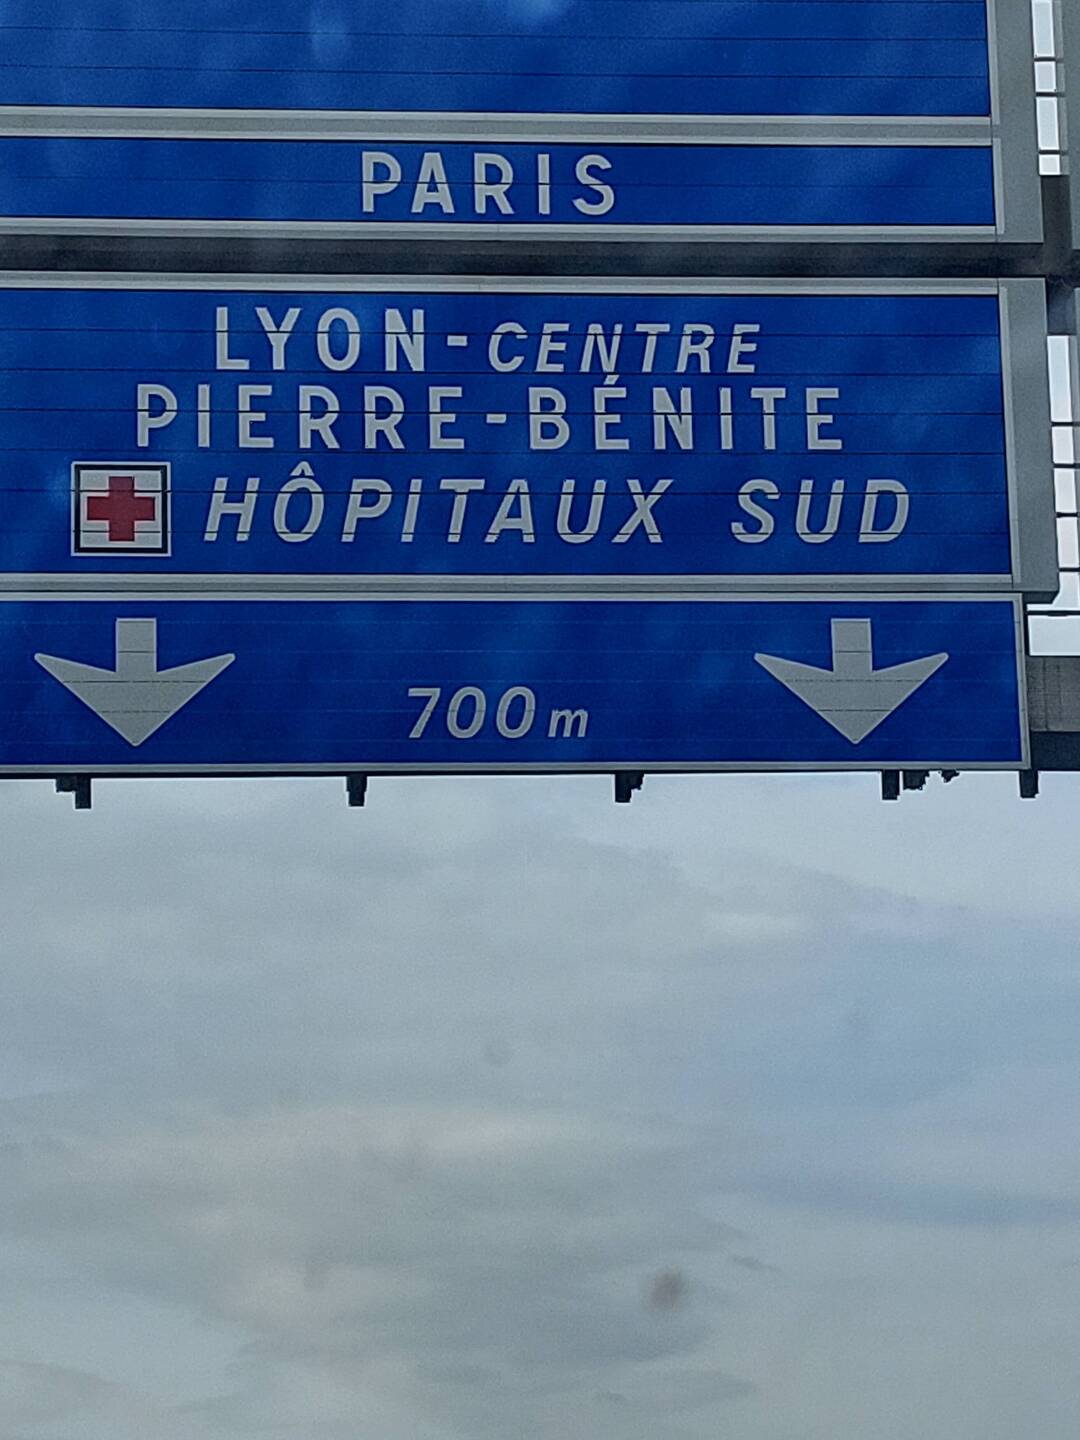 PARIS
LYON-CENTRE
PIERRE-BÉNITE
HÔPITAUX SUD
700m